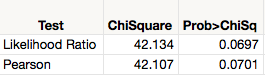 Test ChiSquare Prob>ChiSq
Likelihood Ratio 42.134 0.0697
Pearson 42.107 0.0701